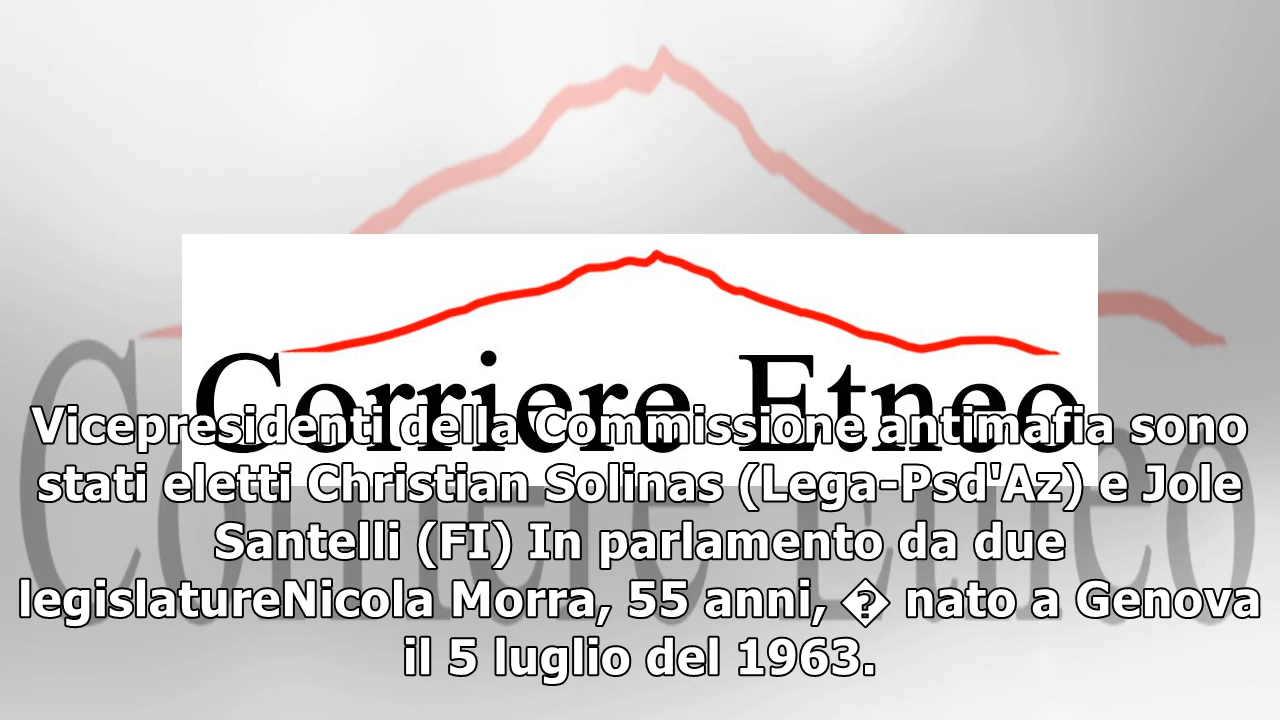 Corriere Etneo
Vicepresidenti della Commissione antimafia sono
stati eletti Christian Solinas (Lega-Psd'Az) e Jole
Santelli (FI) In parlamento da due
legislatureNicola Morra, 55 anni, � nato a Genova
il 5 luglio del 1963.